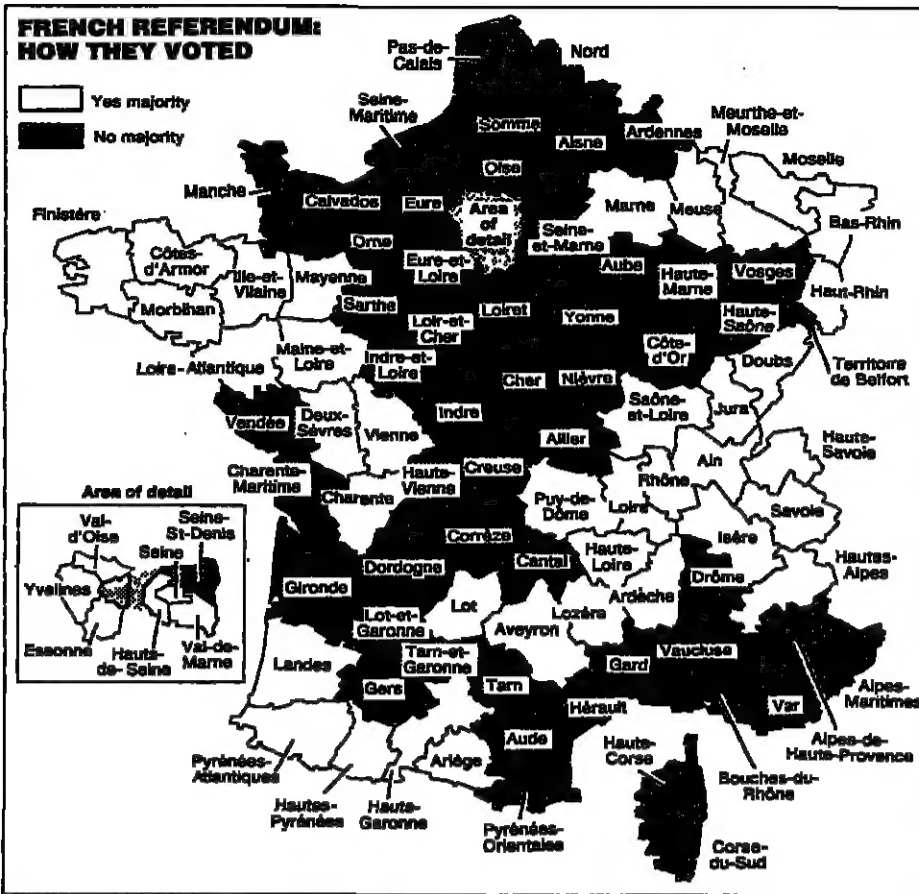 FRENCH REFERENDUM:
HOW THEY VOTED
Yes majority
No majority
Pas-de-
Calais
Nord
Seine-
Maritime
Somme
Aisne
Ardennes
Meurthe-et-
Moselle
Moselle
Oise
Manche
Calvados
Eure
Area
of
detail
Marne
Meuse
Bas-Rhin
Finistère
Orne
Seine-
et-Marne
Côtes-
d'Armor
Ille-et-
Vilaine
Mayenne
Eure-et-
Loire
Aube
Haute-
Marne
Vosges
Haut-Rhin
Morbihan
Sarthe
Loir-et-
Cher
Loiret
Yonne
Haute-
Saône
Loire-Atlantique
Maine-et-
Loire
Indre-et-
Loire
Côte-
d'Or
Doubs
Territoire
de Belfort
Cher
Nièvre
Vendée
Deux-
Sèvres
Vienne
Indre
Saône-
et-Loire
Jura
Allier
Charente-
Maritime
Charente
Haute-
Vienne
Creuse
Puy-de-
Dôme
Loire
Rhône
Ain
Haute-
Savoie
Savoie
Isère
Corrèze
Cantal
Haute-
Loire
Hautes-
Alpes
Dordogne
Drôme
Ardèche
Gironde
Lot-et-
Garonne
Lot
Aveyron
Lozère
Landes
Tarn-et-
Garonne
Gard
Vaucluse
Gers
Tarn
Hérault
Var
Alpes-
Maritimes
Aude
Alpes-de-
Haute-Provence
Pyrénées-
Atlantiques
Ariège
Haute-
Corse
Bouches-du-
Rhône
Hautes-
Pyrénées
Haute-
Garonne
Pyrénées-
Orientales
Corse-
du-Sud
Area of detail
Val-
d'Oise
Seine
Seine-
St-Denis
Yvelines
Essonne
Hauts-
de-Seine
Val-de-
Marne